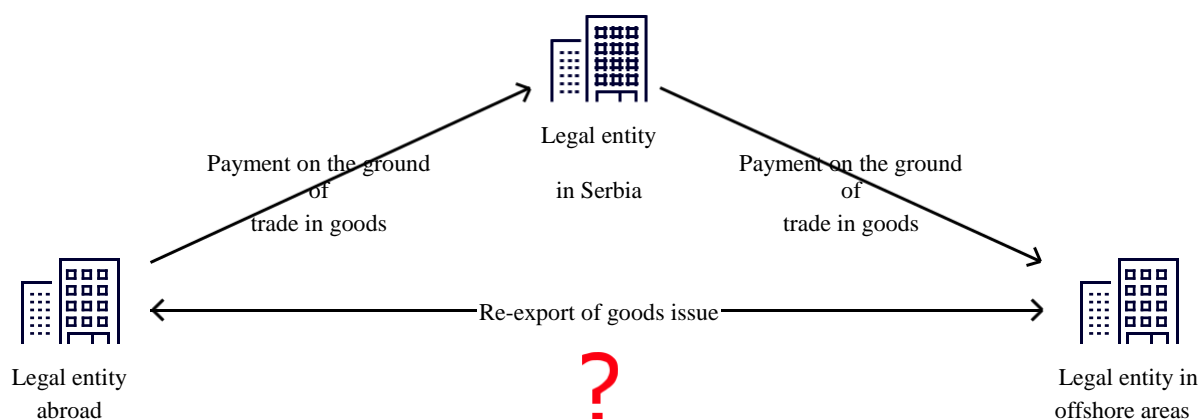 Legal entity
in Serbia
Payment on the ground
of
trade in goods
Payment on the ground
of
trade in goods
Re-export of goods issue
?
Legal entity
abroad
Legal entity in
offshore areas